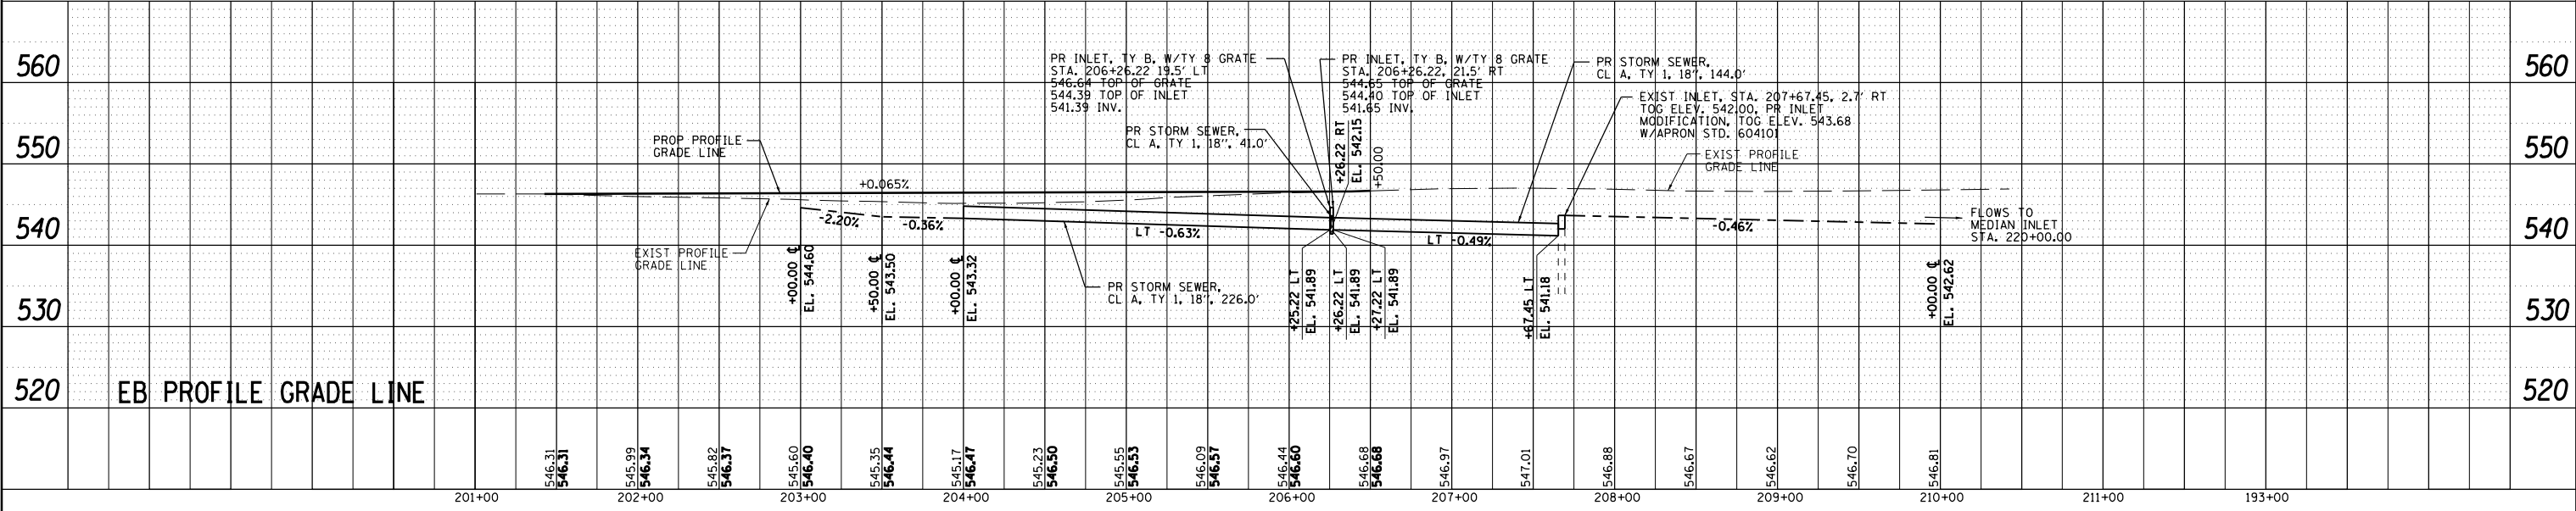 560
550
540
530
520
EB PROFILE GRADE LINE
PROP PROFILE
GRADE LINE
EXIST PROFILE
GRADE LINE
+0.065%
-2.20%
-0.36%
+00.00 ℄
EL. 544.60
+50.00 ℄
EL. 543.50
+00.00 ℄
EL. 543.32
LT -0.63%
PR STORM SEWER,
CL A, TY 1, 18", 226.0'
PR INLET, TY B, W/TY 8 GRATE
STA. 206+26.22 19.5' LT
546.64 TOP OF GRATE
544.39 TOP OF INLET
541.39 INV.
PR STORM SEWER,
CL A, TY 1, 18", 41.0'
PR INLET, TY B, W/TY 8 GRATE
STA. 206+26.22, 21.5' RT
544.65 TOP OF GRATE
544.40 TOP OF INLET
541.65 INV.
+26.22 RT
EL. 542.15
+50.00
+25.22 LT
EL. 541.89
+26.22 LT
EL. 541.89
+27.22 LT
EL. 541.89
LT -0.49%
PR STORM SEWER,
CL A, TY 1, 18", 144.0'
EXIST INLET, STA. 207+67.45, 2.7' RT
TOG ELEV. 542.00, PR INLET
MODIFICATION, TOG ELEV. 543.68
W/APRON STD. 604101
EXIST PROFILE
GRADE LINE
+67.45 LT
EL. 541.18
-0.46%
FLOWS TO
MEDIAN INLET
STA. 220+00.00
+00.00 ℄
EL. 542.62
560
550
540
530
520
546.31
546.31
545.99
546.34
545.82
546.37
545.60
546.40
545.35
546.44
545.17
546.47
545.23
546.50
545.55
546.53
546.09
546.57
546.44
546.60
546.68
546.68
546.97
547.01
546.88
546.67
546.62
546.70
546.81
201+00
202+00
203+00
204+00
205+00
206+00
207+00
208+00
209+00
210+00
211+00
193+00